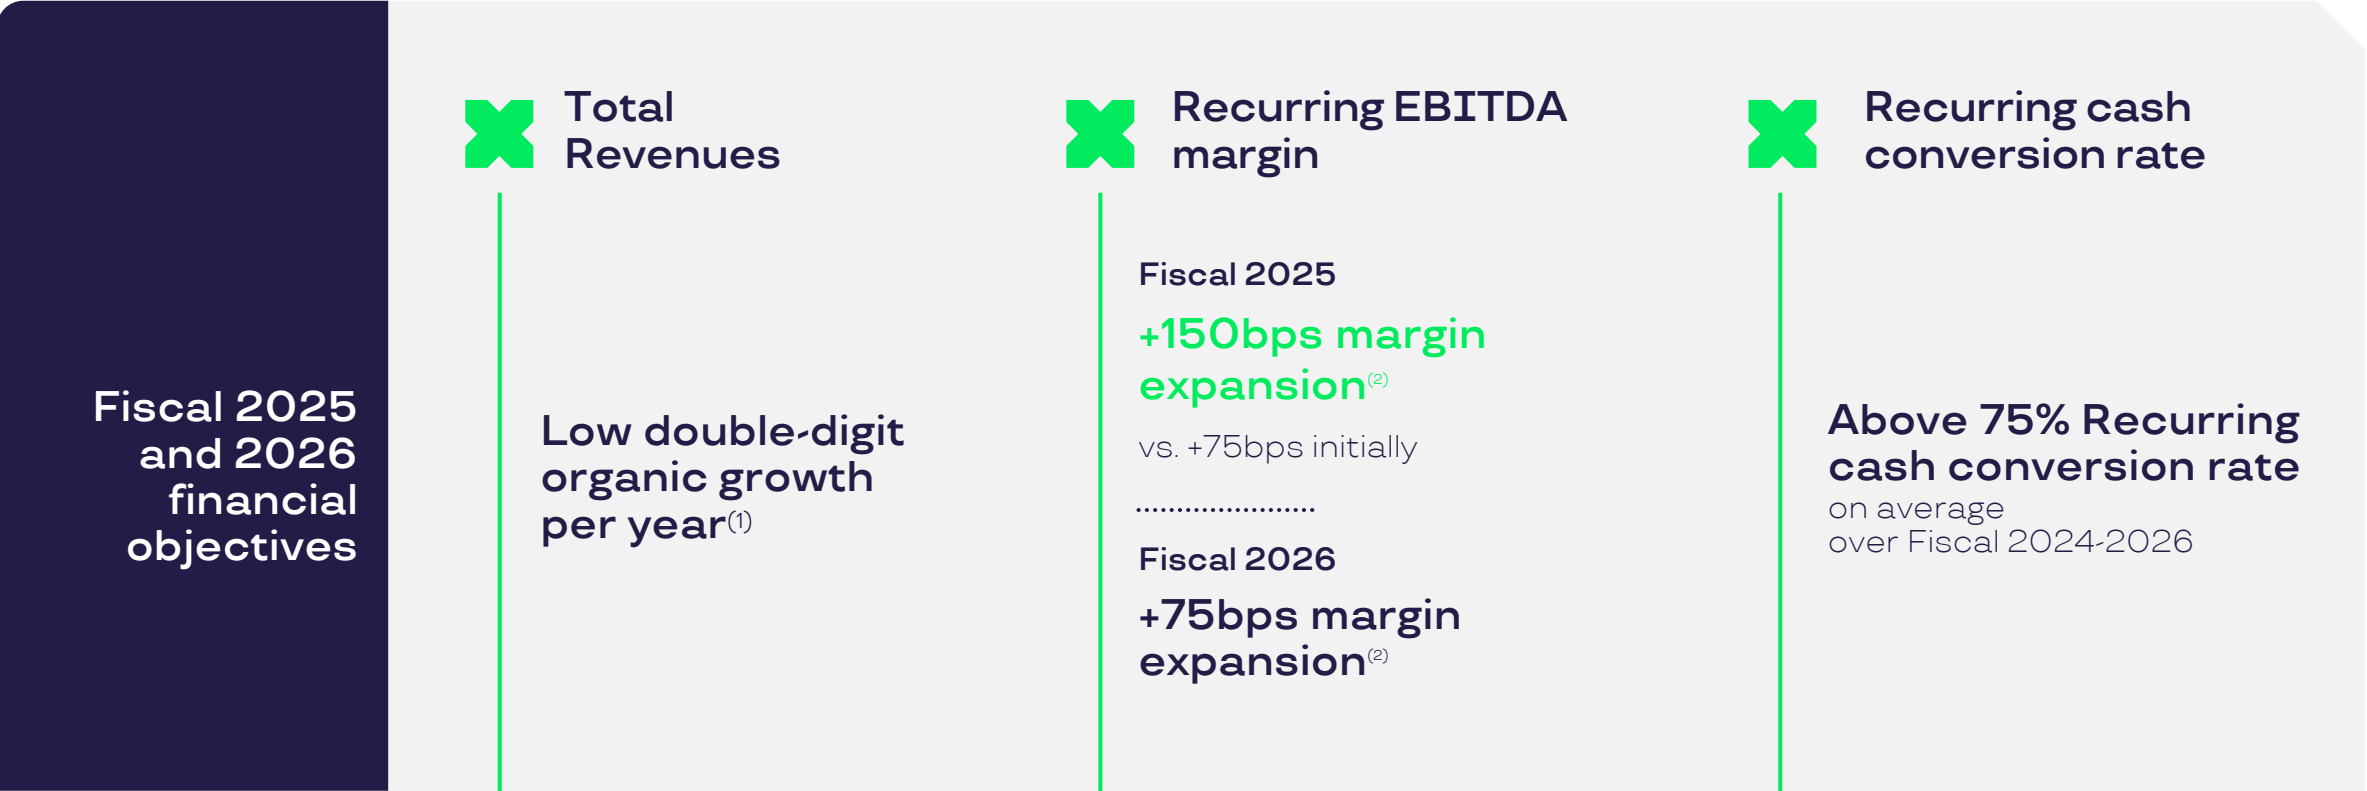 Fiscal 2025
and 2026
financial
objectives
Total
Revenues
Low double-digit
organic growth
per year(1)
Recurring EBITDA
margin
Fiscal 2025
+150bps margin
expansion(2)
vs. +75bps initially
Fiscal 2026
+75bps margin
expansion(2)
Recurring cash
conversion rate
Above 75% Recurring
cash conversion rate
on average
over Fiscal 2024-2026